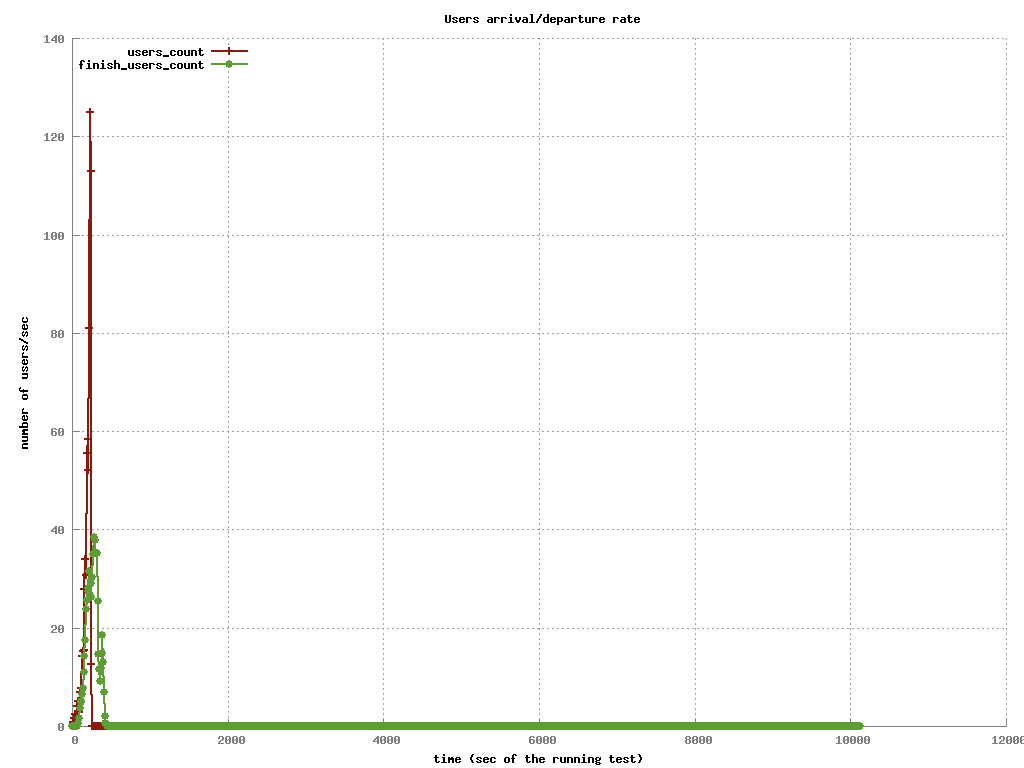 Users arrival/departure rate
users_count
finish_users_count
140
120
100
80
60
40
20
0
number of users/sec
0 2000 4000 6000 8000 10000 12000
time (sec of the running test)